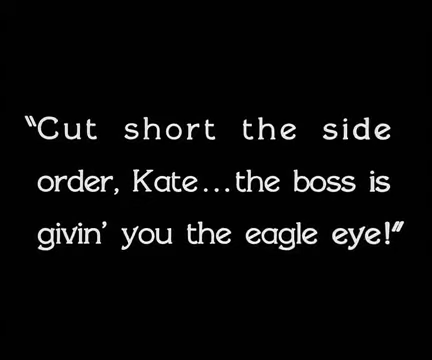 “Cut short the side
order, Kate...the boss is
givin’ you the eagle eye!”